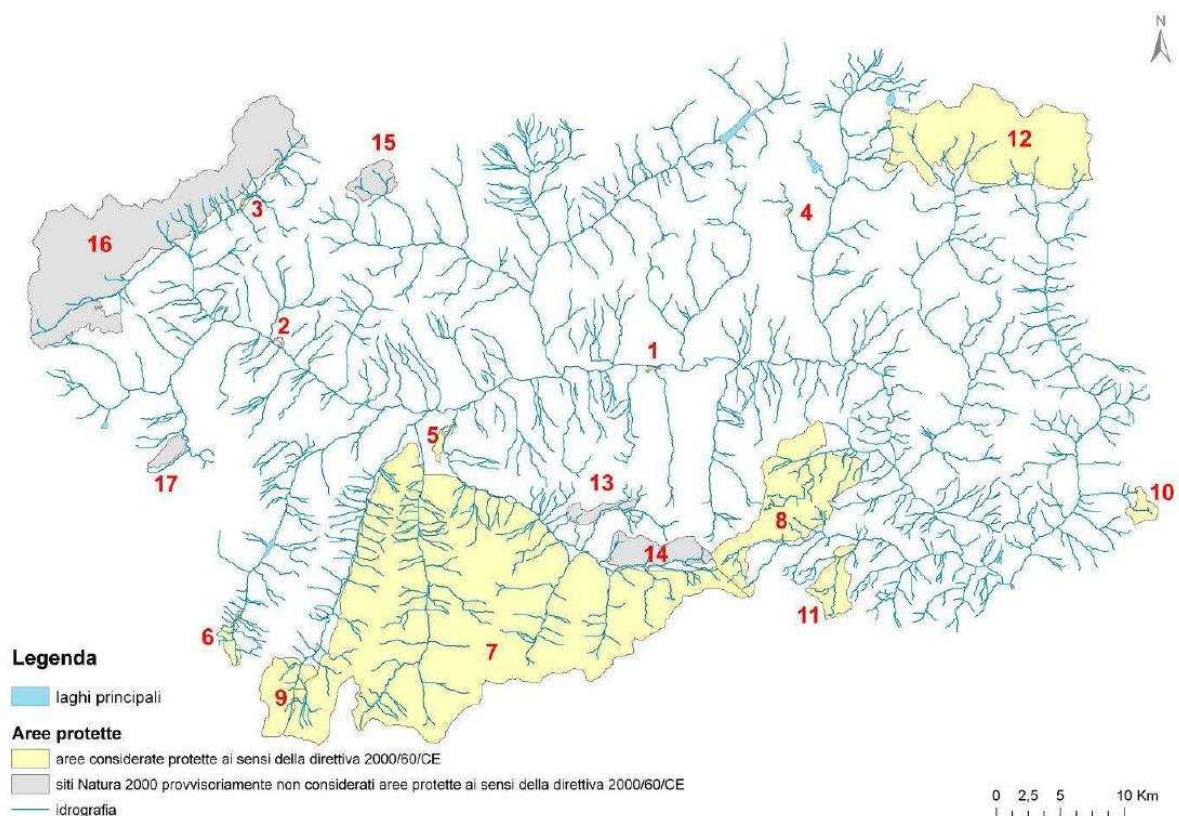 N
12
15
3
4
16
2
1
5
17
13
10
8
14
11
6
7
9
Legenda
laghi principali
Aree protette
aree considerate protette ai sensi della direttiva 2000/60/CE
siti Natura 2000 provvisoriamente non considerati aree protette ai sensi della direttiva 2000/60/CE
idrografia
0 2,5 5 10 Km